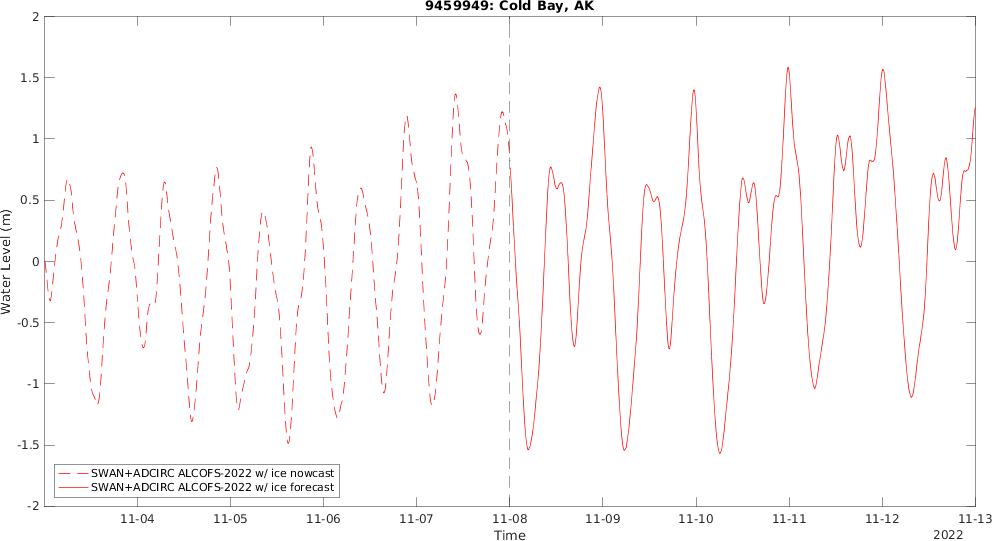 9459949: Cold Bay, AK
2
1.5
1
0.5
0
-0.5
-1
-1.5
-2
Water Level (m)
SWAN+ADCIRC ALCOFS-2022 w/ ice nowcast
SWAN+ADCIRC ALCOFS-2022 w/ ice forecast
11-04 11-05 11-06 11-07 11-08 11-09 11-10 11-11 11-12 11-13
Time
2022